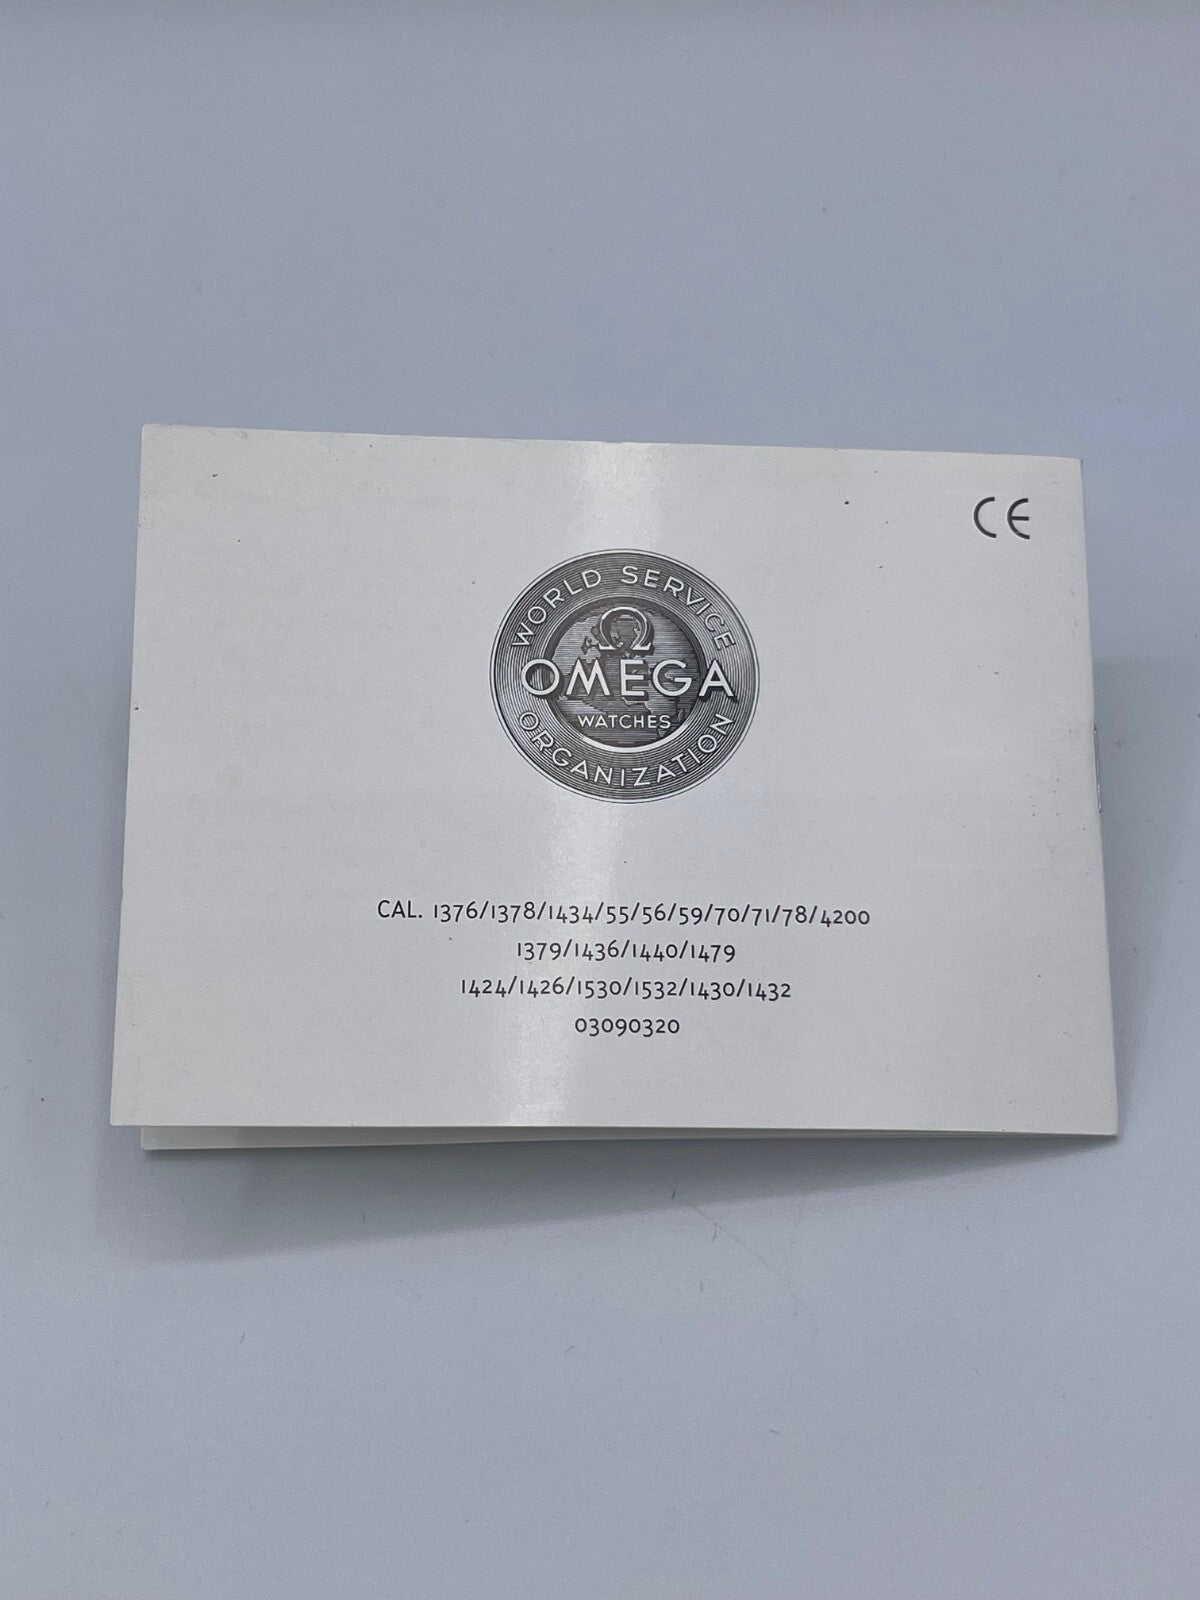 CE
WORLD SERVICE
Ω
OMEGA
WATCHES
ORGANIZATION
CAL. 1376/1378/1434/55/56/59/70/71/78/4200
1379/1436/1440/1479
1424/1426/1530/1532/1430/1432
03090320